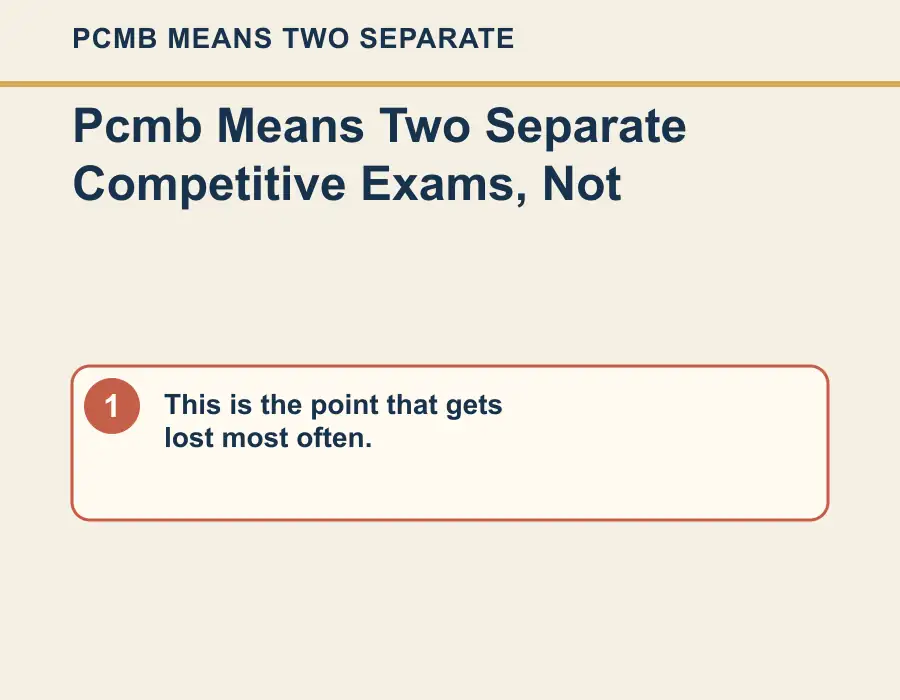 PCMB MEANS TWO SEPARATE
Pcmb Means Two Separate
Competitive Exams, Not
1
This is the point that gets
lost most often.